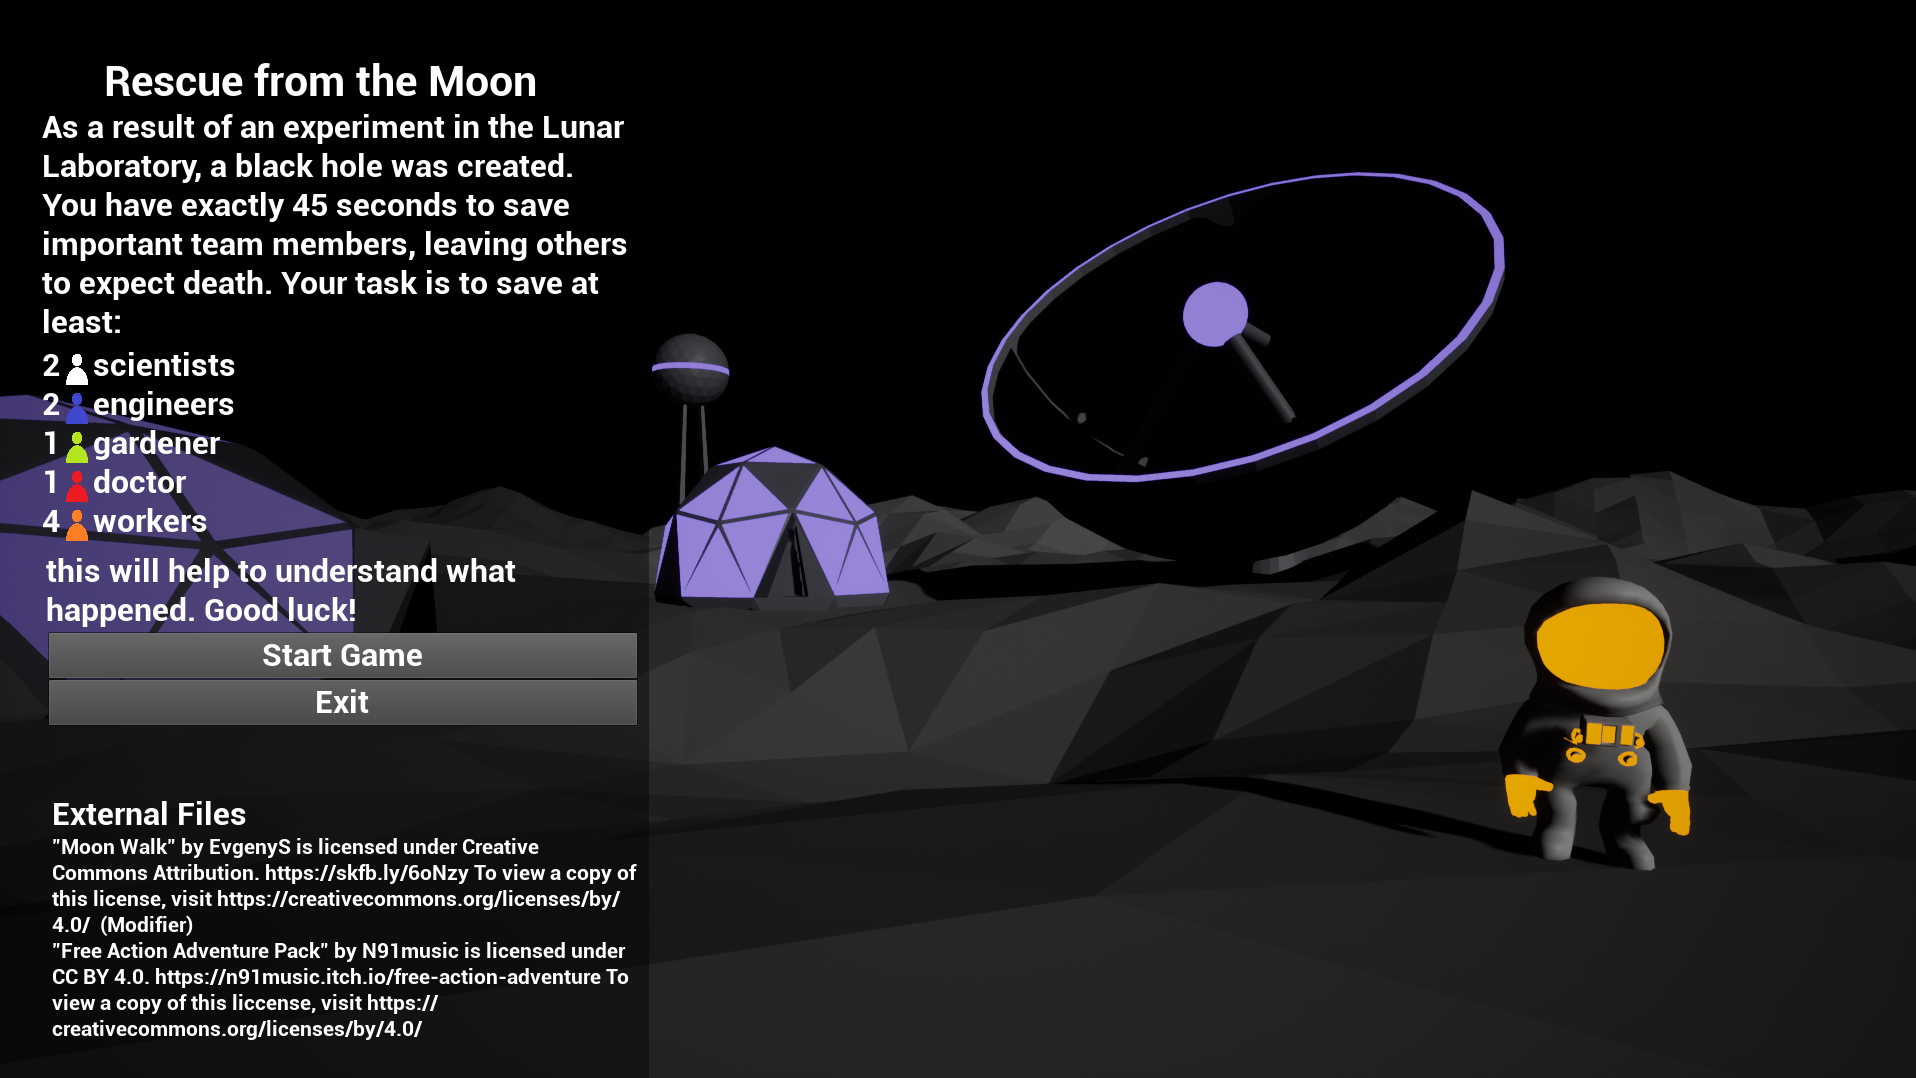 Rescue from the Moon
As a result of an experiment in the Lunar
Laboratory, a black hole was created.
You have exactly 45 seconds to save
important team members, leaving others
to expect death. Your task is to save at
least:
2 scientists
2 engineers
1 gardener
1 doctor
4 workers
this will help to understand what
happened. Good luck!
Start Game
Exit
External Files
"Moon Walk" by EvgenyS is licensed under Creative
Commons Attribution. https://skfb.ly/6oNzy To view a copy of
this license, visit https://creativecommons.org/licenses/by/
4.0/ (Modifier)
"Free Action Adventure Pack" by N91music is licensed under
CC BY 4.0. https://n91music.itch.io/free-action-adventure To
view a copy of this liccense, visit https://
creativecommons.org/licenses/by/4.0/